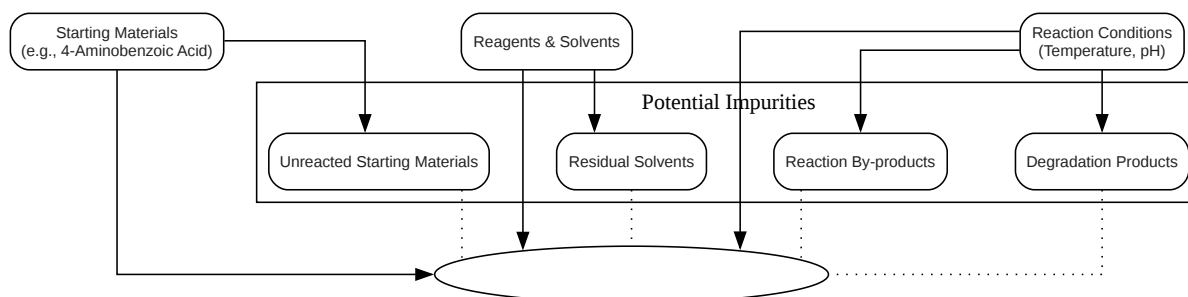 Starting Materials
(e.g., 4-Aminobenzoic Acid)
Reagents & Solvents
Reaction Conditions
(Temperature, pH)
Potential Impurities
Unreacted Starting Materials
Residual Solvents
Reaction By-products
Degradation Products